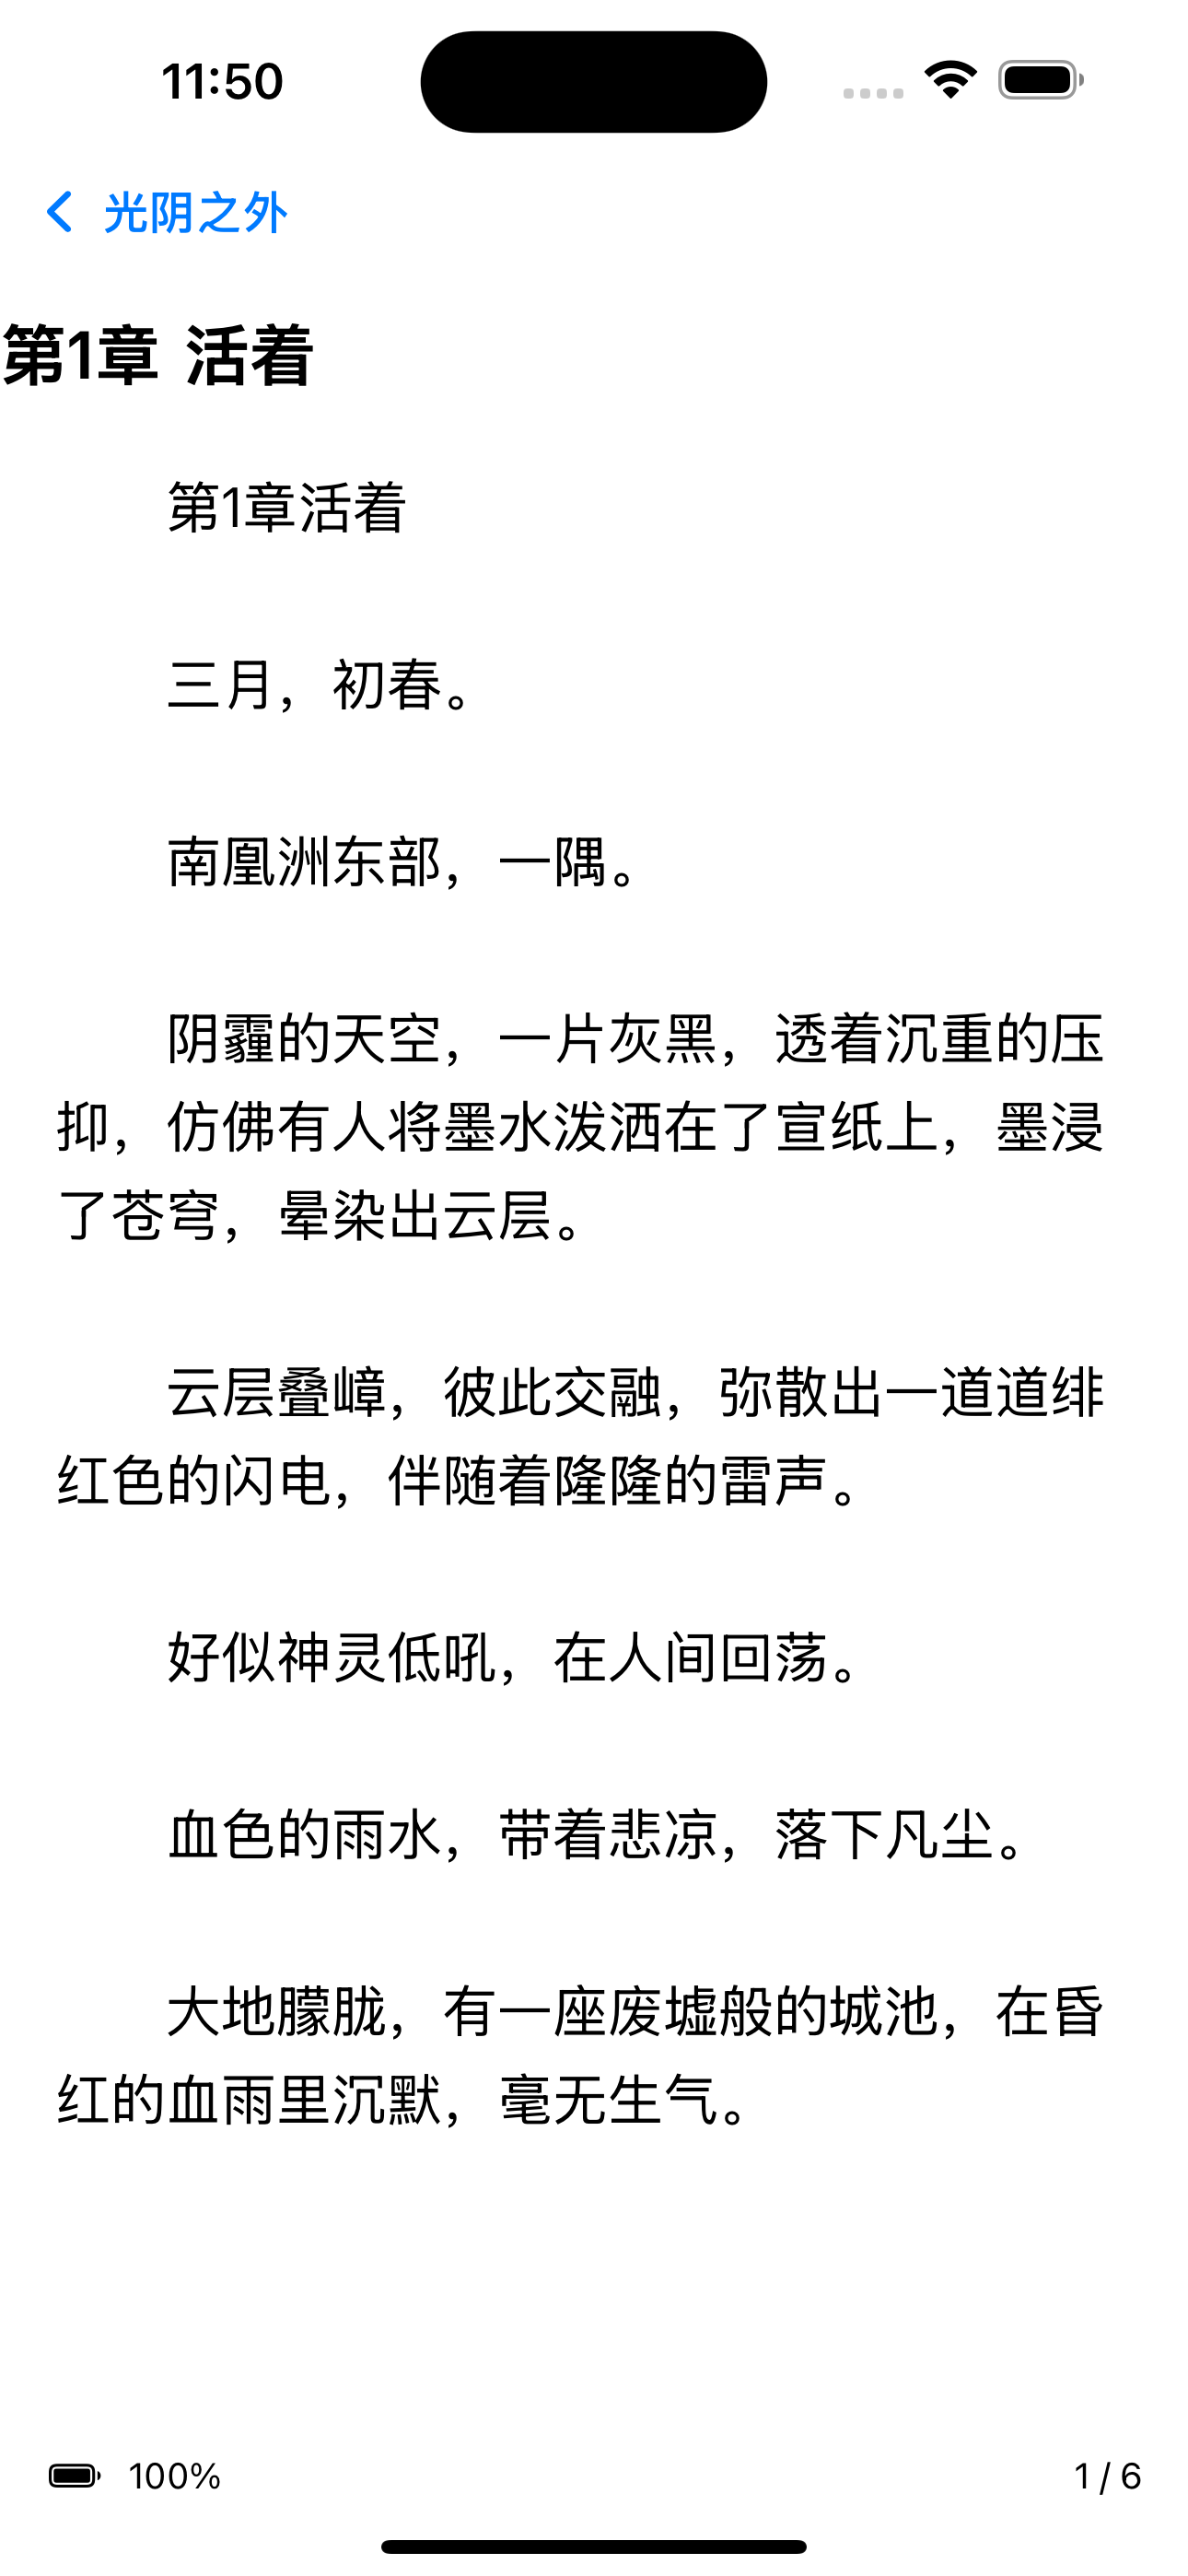 11:50
光阴之外
第1章 活着
第1章活着
三月，初春。
南凰洲东部，一隅。
阴霾的天空，一片灰黑，透着沉重的压
抑，仿佛有人将墨水泼洒在了宣纸上，墨浸
了苍穹，晕染出云层。
云层叠嶂，彼此交融，弥散出一道道绯
红色的闪电，伴随着隆隆的雷声。
好似神灵低吼，在人间回荡。
血色的雨水，带着悲凉，落下凡尘。
大地朦胧，有一座废墟般的城池，在昏
红的血雨里沉默，毫无生气。
100%
1 / 6